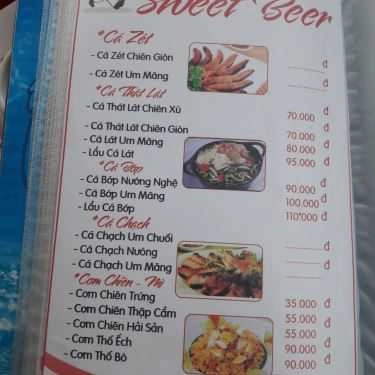 Sweet Beer
*Cá Zét
- Cá Zét Chiên Giòn ______ đ
- Cá Zét Um Măng ______ đ
*Cá Thát Lát
- Cá Thát Lát Chiên Xù 70.000 đ
- Cá Thát Lát Chiên Giòn 70.000 đ
- Cá Lát Um Măng 80.000 đ
- Lẩu Cá Lát 95.000 đ
*Cá Bớp
- Cá Bớp Nướng Nghệ 90.000 đ
- Cá Bớp Um Măng 100.000 đ
- Lẩu Cá Bớp 110'000 đ
*Cá Chạch
- Cá Chạch Um Chuối ______ đ
- Cá Chạch Nướng ______ đ
- Cá Chạch Um Măng ______ đ
*Cơm Chiên - Mì
- Cơm Chiên Trứng 35.000 đ
- Cơm Chiên Thập Cẩm 55.000 đ
- Cơm Chiên Hải Sản 55.000 đ
- Cơm Thố Ếch 90.000 đ
- Cơm Thố Bò 90.000 đ